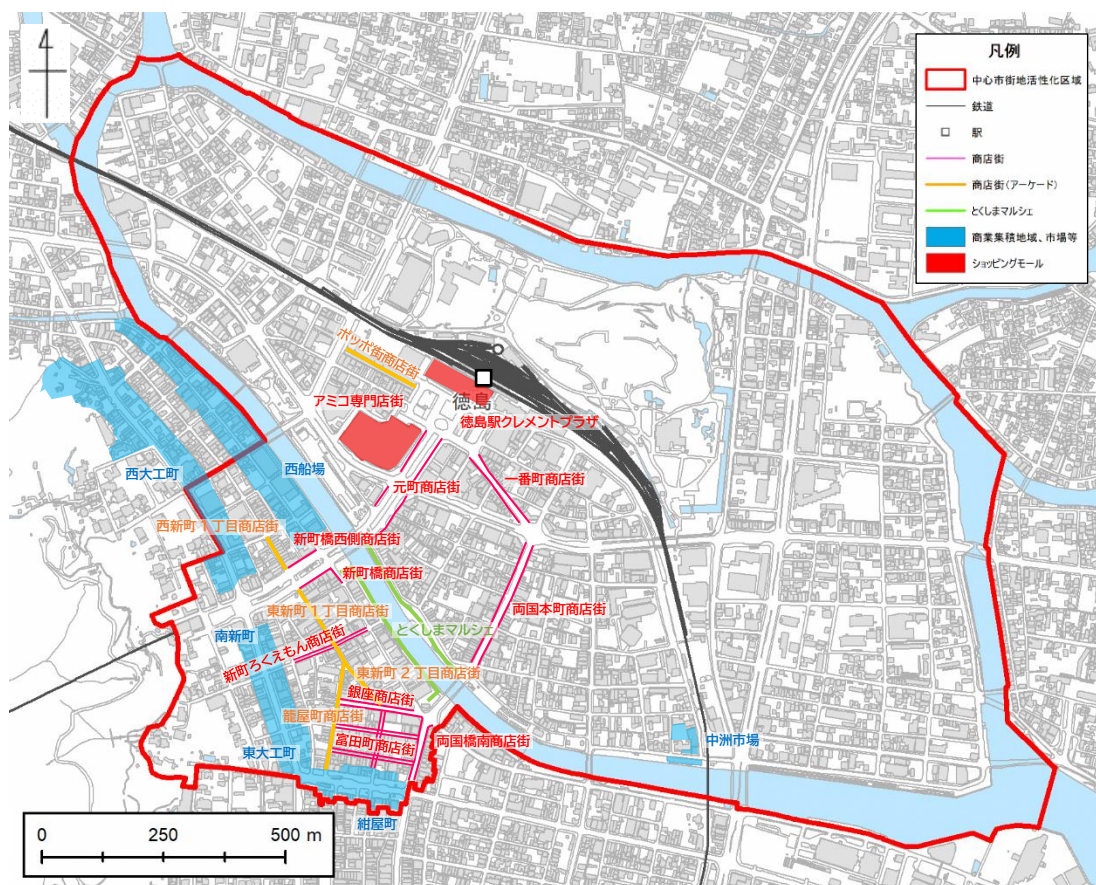 4
凡例
中心市街地活性化区域
鉄道
駅
商店街
商店街(アーケード)
とくしまマルシェ
商業集積地域、市場等
ショッピングモール
ポッポ街商店街
徳島
アミコ専門店街
徳島駅クレメントプラザ
西船場
西大工町
元町商店街
一番町商店街
西新町1丁目商店街
新町橋西側商店街
新町橋商店街
東新町1丁目商店街
両国本町商店街
とくしまマルシェ
南新町
新町ろくえもん商店街
東新町2丁目商店街
銀座商店街
籠屋町商店街
富田町商店街
両国橋南商店街
中洲市場
東大工町
紺屋町
0 250 500 m